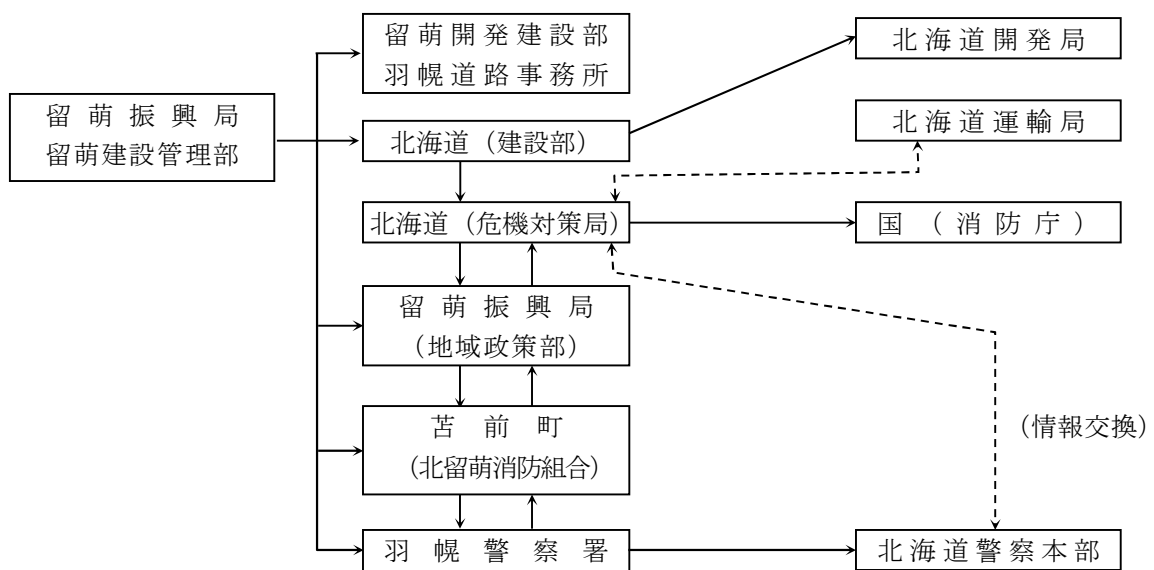 留萌振興局
留萌建設管理部
留萌開発建設部
羽幌道路事務所
北海道（建設部）
北海道（危機対策局）
留萌振興局
（地域政策部）
苫前町
（北留萌消防組合）
羽幌警察署
北海道開発局
北海道運輸局
国（消防庁）
（情報交換）
北海道警察本部